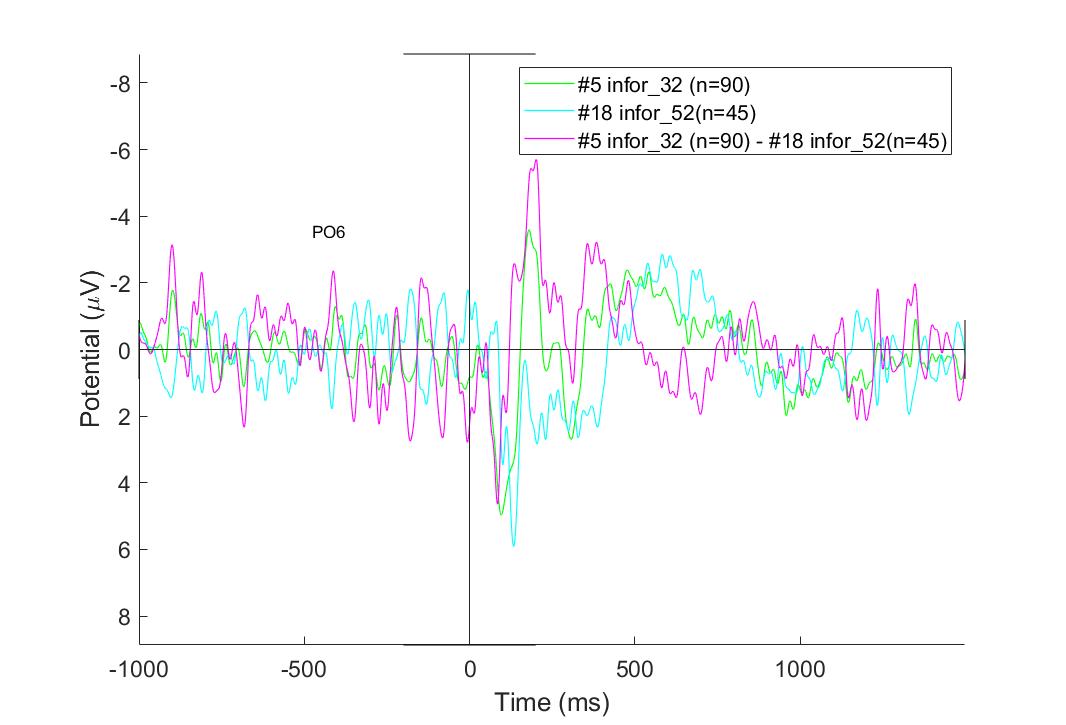 #5 infor_32 (n=90)
#18 infor_52(n=45)
#5 infor_32 (n=90) - #18 infor_52(n=45)
PO6
Potential (μV)
-8
-6
-4
-2
0
2
4
6
8
-1000 -500 0 500 1000
Time (ms)